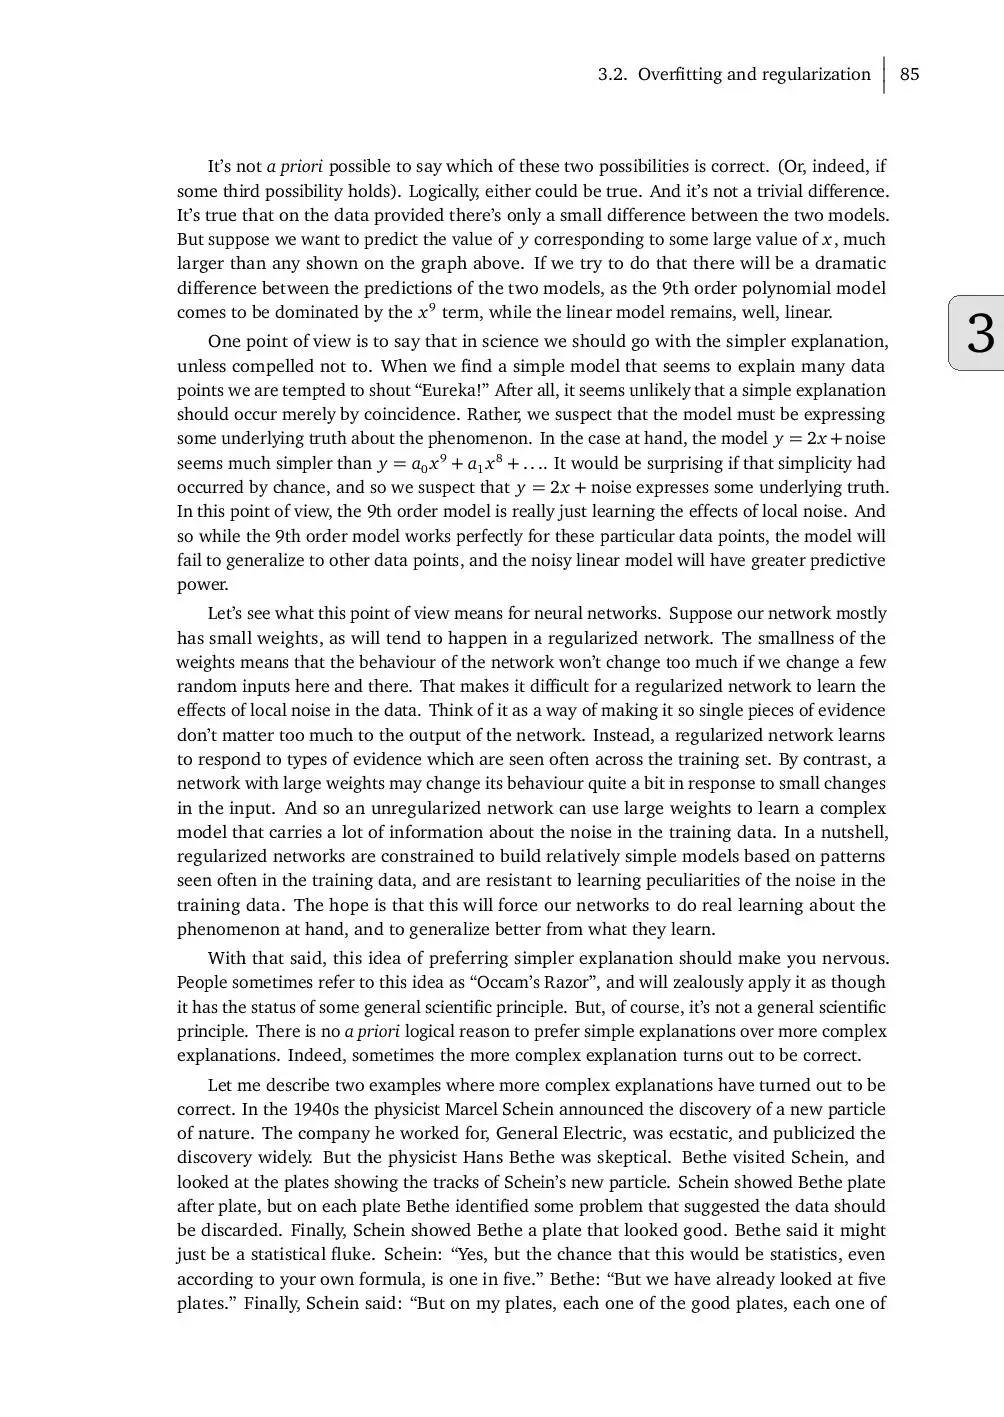 3.2. Overfitting and regularization 85
It's not a priori possible to say which of these two possibilities is correct. (Or, indeed, if
some third possibility holds). Logically, either could be true. And it's not a trivial difference.
It's true that on the data provided there's only a small difference between the two models.
But suppose we want to predict the value of y corresponding to some large value of x, much
larger than any shown on the graph above. If we try to do that there will be a dramatic
difference between the predictions of the two models, as the 9th order polynomial model
comes to be dominated by the x⁹ term, while the linear model remains, well, linear.
3
One point of view is to say that in science we should go with the simpler explanation,
unless compelled not to. When we find a simple model that seems to explain many data
points we are tempted to shout “Eureka!” After all, it seems unlikely that a simple explanation
should occur merely by coincidence. Rather, we suspect that the model must be expressing
some underlying truth about the phenomenon. In the case at hand, the model y = 2x + noise
seems much simpler than y = a₀x⁹ + a₁x⁸ + .... It would be surprising if that simplicity had
occurred by chance, and so we suspect that y = 2x + noise expresses some underlying truth.
In this point of view, the 9th order model is really just learning the effects of local noise. And
so while the 9th order model works perfectly for these particular data points, the model will
fail to generalize to other data points, and the noisy linear model will have greater predictive
power.
Let's see what this point of view means for neural networks. Suppose our network mostly
has small weights, as will tend to happen in a regularized network. The smallness of the
weights means that the behaviour of the network won't change too much if we change a few
random inputs here and there. That makes it difficult for a regularized network to learn the
effects of local noise in the data. Think of it as a way of making it so single pieces of evidence
don't matter too much to the output of the network. Instead, a regularized network learns
to respond to types of evidence which are seen often across the training set. By contrast, a
network with large weights may change its behaviour quite a bit in response to small changes
in the input. And so an unregularized network can use large weights to learn a complex
model that carries a lot of information about the noise in the training data. In a nutshell,
regularized networks are constrained to build relatively simple models based on patterns
seen often in the training data, and are resistant to learning peculiarities of the noise in the
training data. The hope is that this will force our networks to do real learning about the
phenomenon at hand, and to generalize better from what they learn.
With that said, this idea of preferring simpler explanation should make you nervous.
People sometimes refer to this idea as “Occam's Razor”, and will zealously apply it as though
it has the status of some general scientific principle. But, of course, it's not a general scientific
principle. There is no a priori logical reason to prefer simple explanations over more complex
explanations. Indeed, sometimes the more complex explanation turns out to be correct.
Let me describe two examples where more complex explanations have turned out to be
correct. In the 1940s the physicist Marcel Schein announced the discovery of a new particle
of nature. The company he worked for, General Electric, was ecstatic, and publicized the
discovery widely. But the physicist Hans Bethe was skeptical. Bethe visited Schein, and
looked at the plates showing the tracks of Schein's new particle. Schein showed Bethe plate
after plate, but on each plate Bethe identified some problem that suggested the data should
be discarded. Finally, Schein showed Bethe a plate that looked good. Bethe said it might
just be a statistical fluke. Schein: “Yes, but the chance that this would be statistics, even
according to your own formula, is one in five.” Bethe: “But we have already looked at five
plates.” Finally, Schein said: “But on my plates, each one of the good plates, each one of